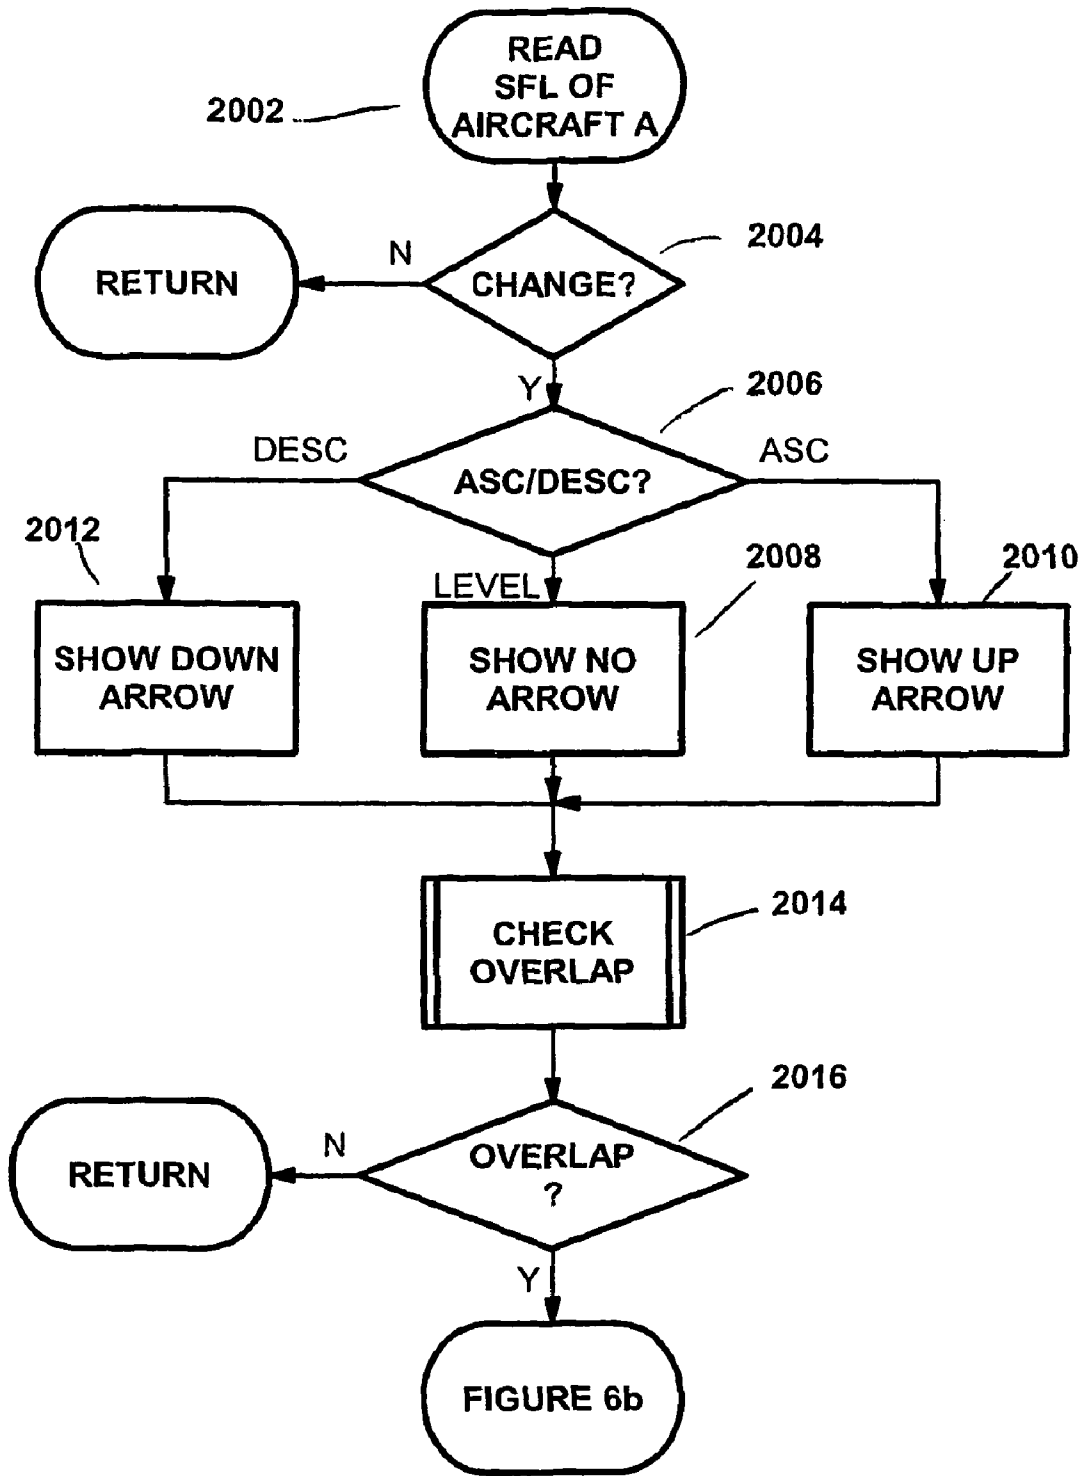 READ
SFL OF
AIRCRAFT A
2002
2004
N
RETURN
CHANGE?
Y
2006
DESC
ASC
ASC/DESC?
2012
2008
2010
LEVEL
SHOW DOWN
ARROW
SHOW NO
ARROW
SHOW UP
ARROW
2014
CHECK
OVERLAP
2016
N
RETURN
OVERLAP
?
Y
FIGURE 6b